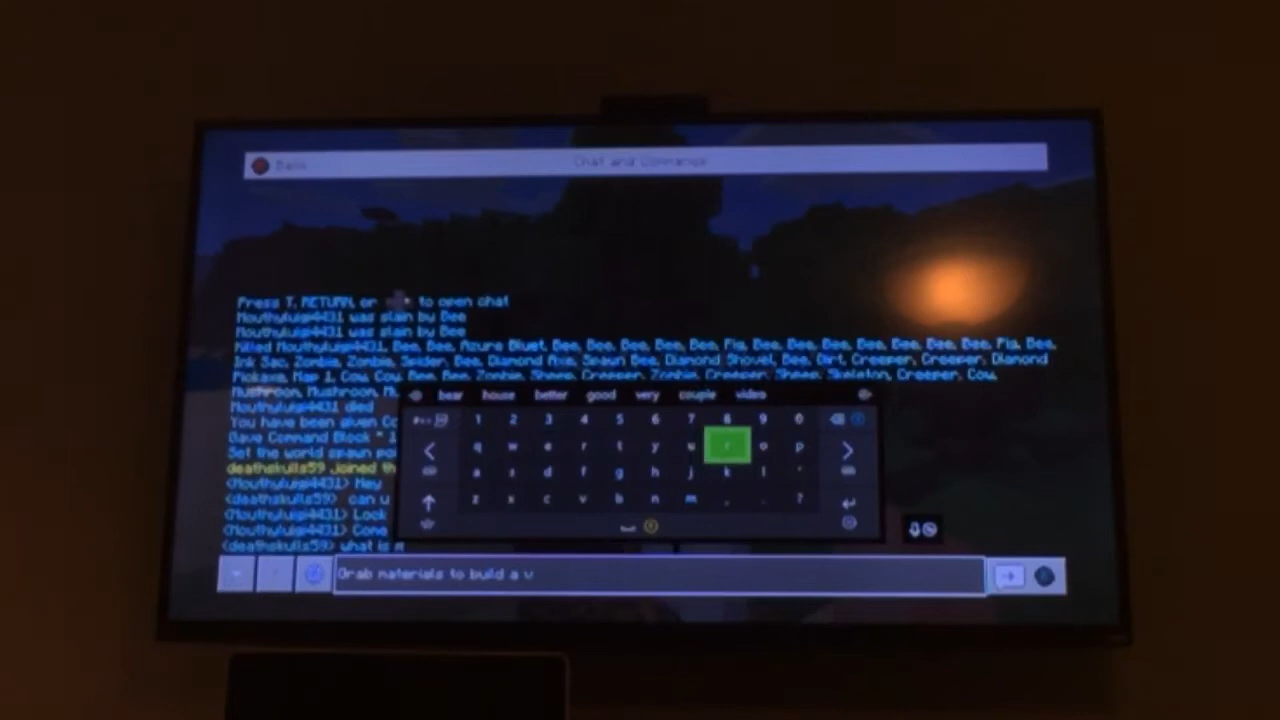 Back
Chat and Commands
Press T, RETURN, or to open chat
Mouthyluigi4431 was slain by Bee
Mouthyluigi4431 was slain by Bee
Killed Mouthyluigi4431, Bee, Bee, Azure Bluet, Bee, Bee, Bee, Bee, Bee, Pig, Bee, Bee, Bee, Bee, Bee, Bee, Bee, Pig, Bee,
Ink Sac, Zombie, Zombie, Spider, Bee, Diamond Axe, Spawn Bee, Diamond Shovel, Bee, Dirt, Creeper, Creeper, Diamond
Pickaxe, Map 1, Cow, Cow, Bee, Bee, Zombie, Sheep, Creeper, Zombie, Creeper, Sheep, Skeleton, Creeper, Cow,
Mushroom, Mushroom,
bear house better good very couple video
Mouthyluigi4431 died
You have been given
Gave Command Block * 1
Set the world spawn
deathskulls59 Joined
<Mouthyluigi4431> Hey
<deathskulls59> can u
<Mouthyluigi4431> Look
<Mouthyluigi4431> Come
<deathskulls59> what is
1 2 3 4 5 6 7 8 9 0
q w e r t y u i o p
a s d f g h j k l '
z x c v b n m , . ?
Grab materials to build a v